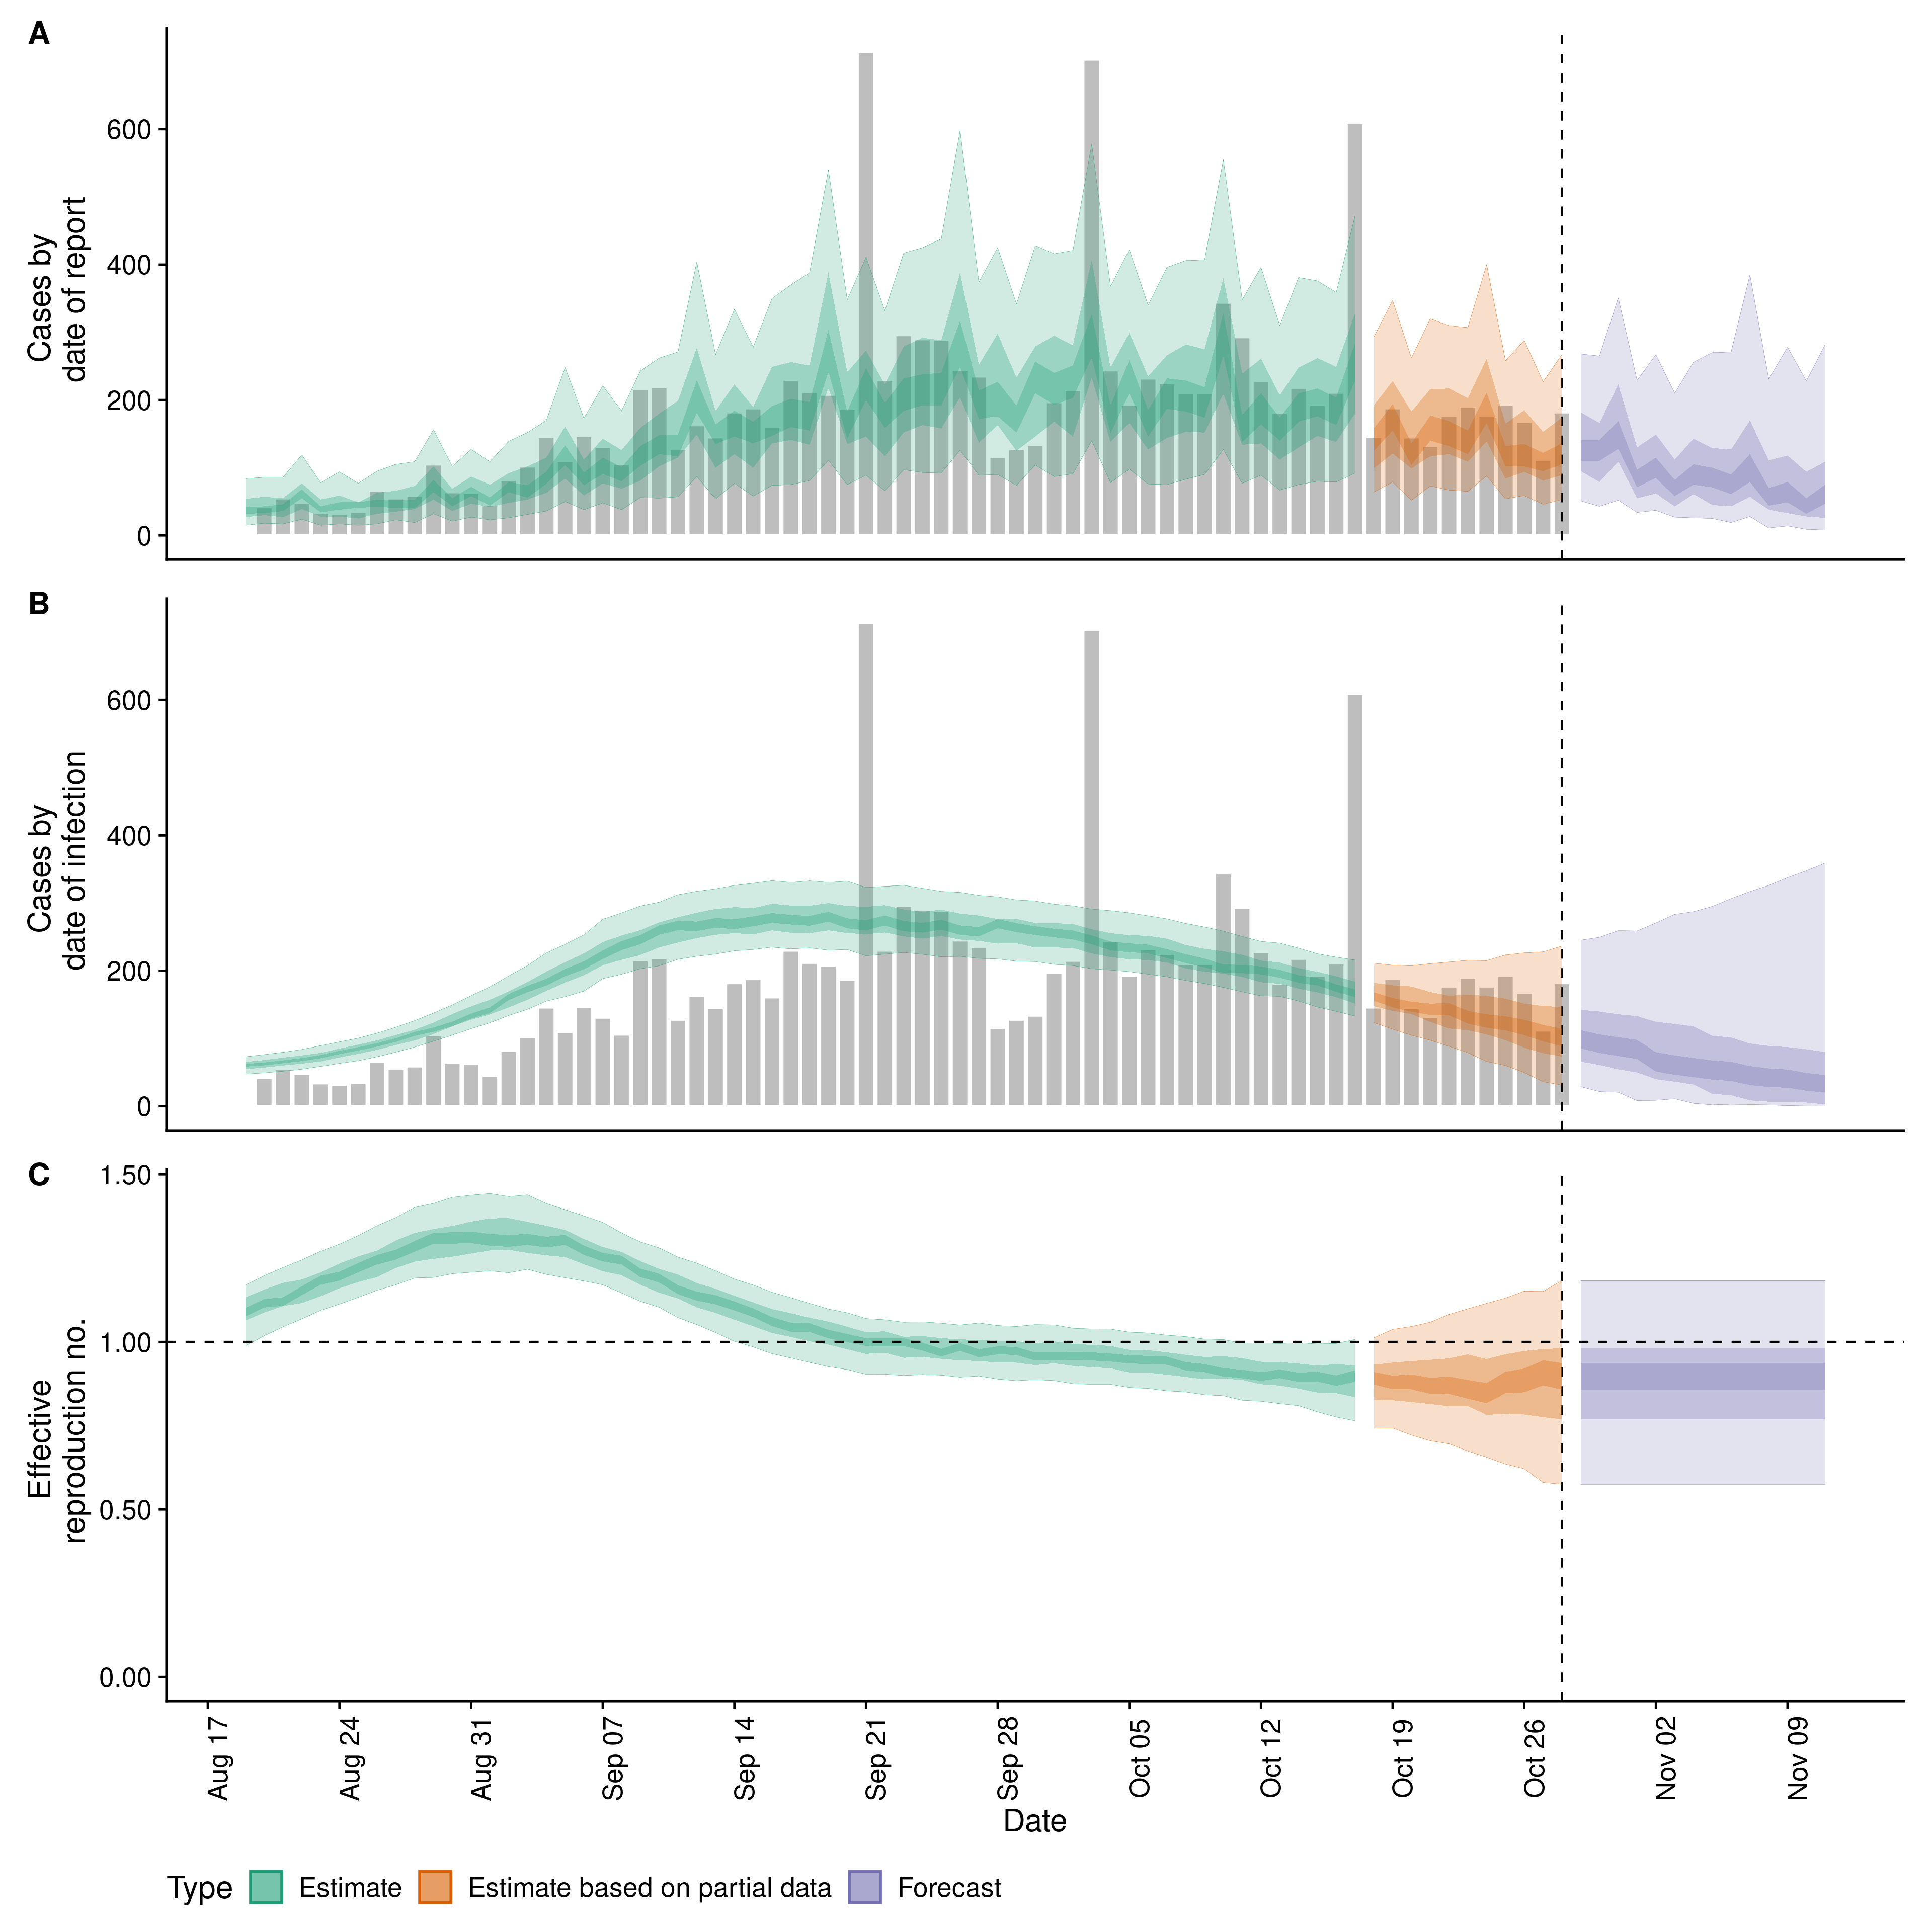 A
600
400
200
0
Cases by
date of report
B
600
400
200
0
Cases by
date of infection
C
1.50
1.00
0.50
0.00
Effective
reproduction no.
Aug 17
Aug 24
Aug 31
Sep 07
Sep 14
Sep 21
Sep 28
Oct 05
Oct 12
Oct 19
Oct 26
Nov 02
Nov 09
Date
Type Estimate Estimate based on partial data Forecast